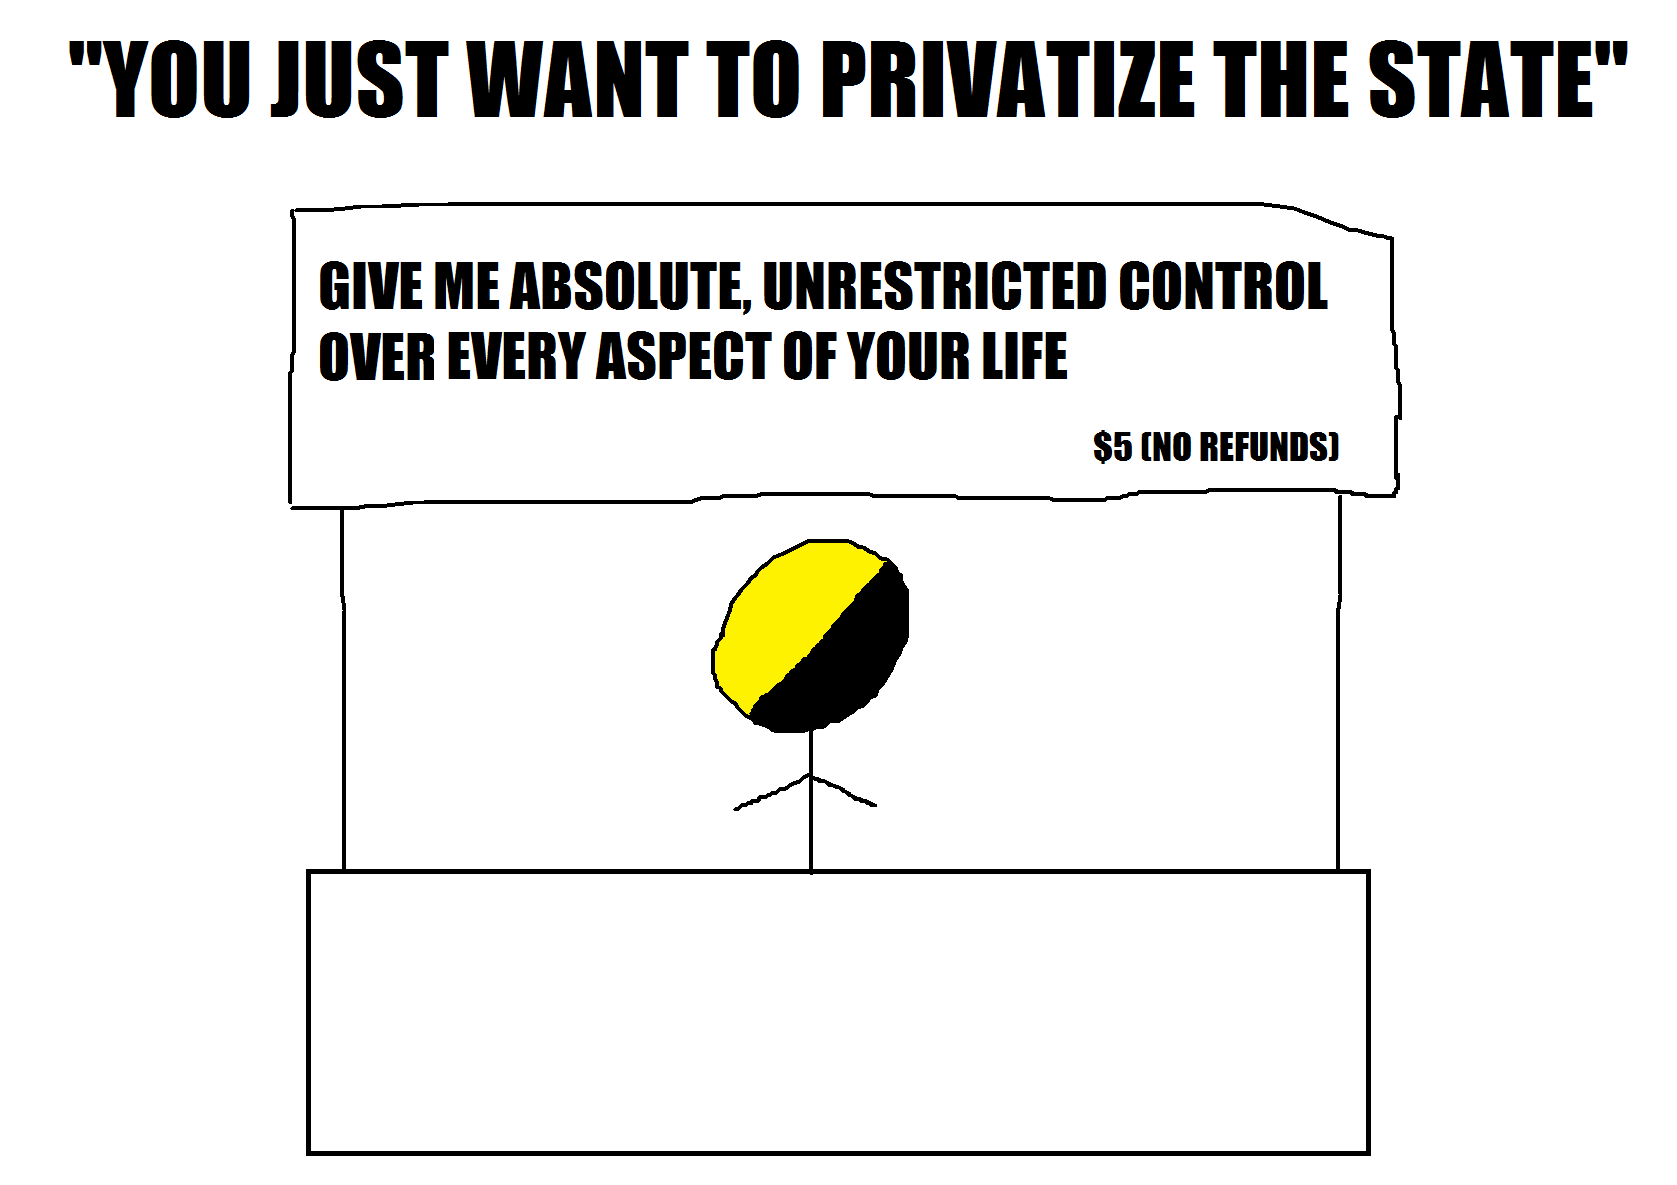 "YOU JUST WANT TO PRIVATIZE THE STATE"
GIVE ME ABSOLUTE, UNRESTRICTED CONTROL
OVER EVERY ASPECT OF YOUR LIFE
$5 (NO REFUNDS)